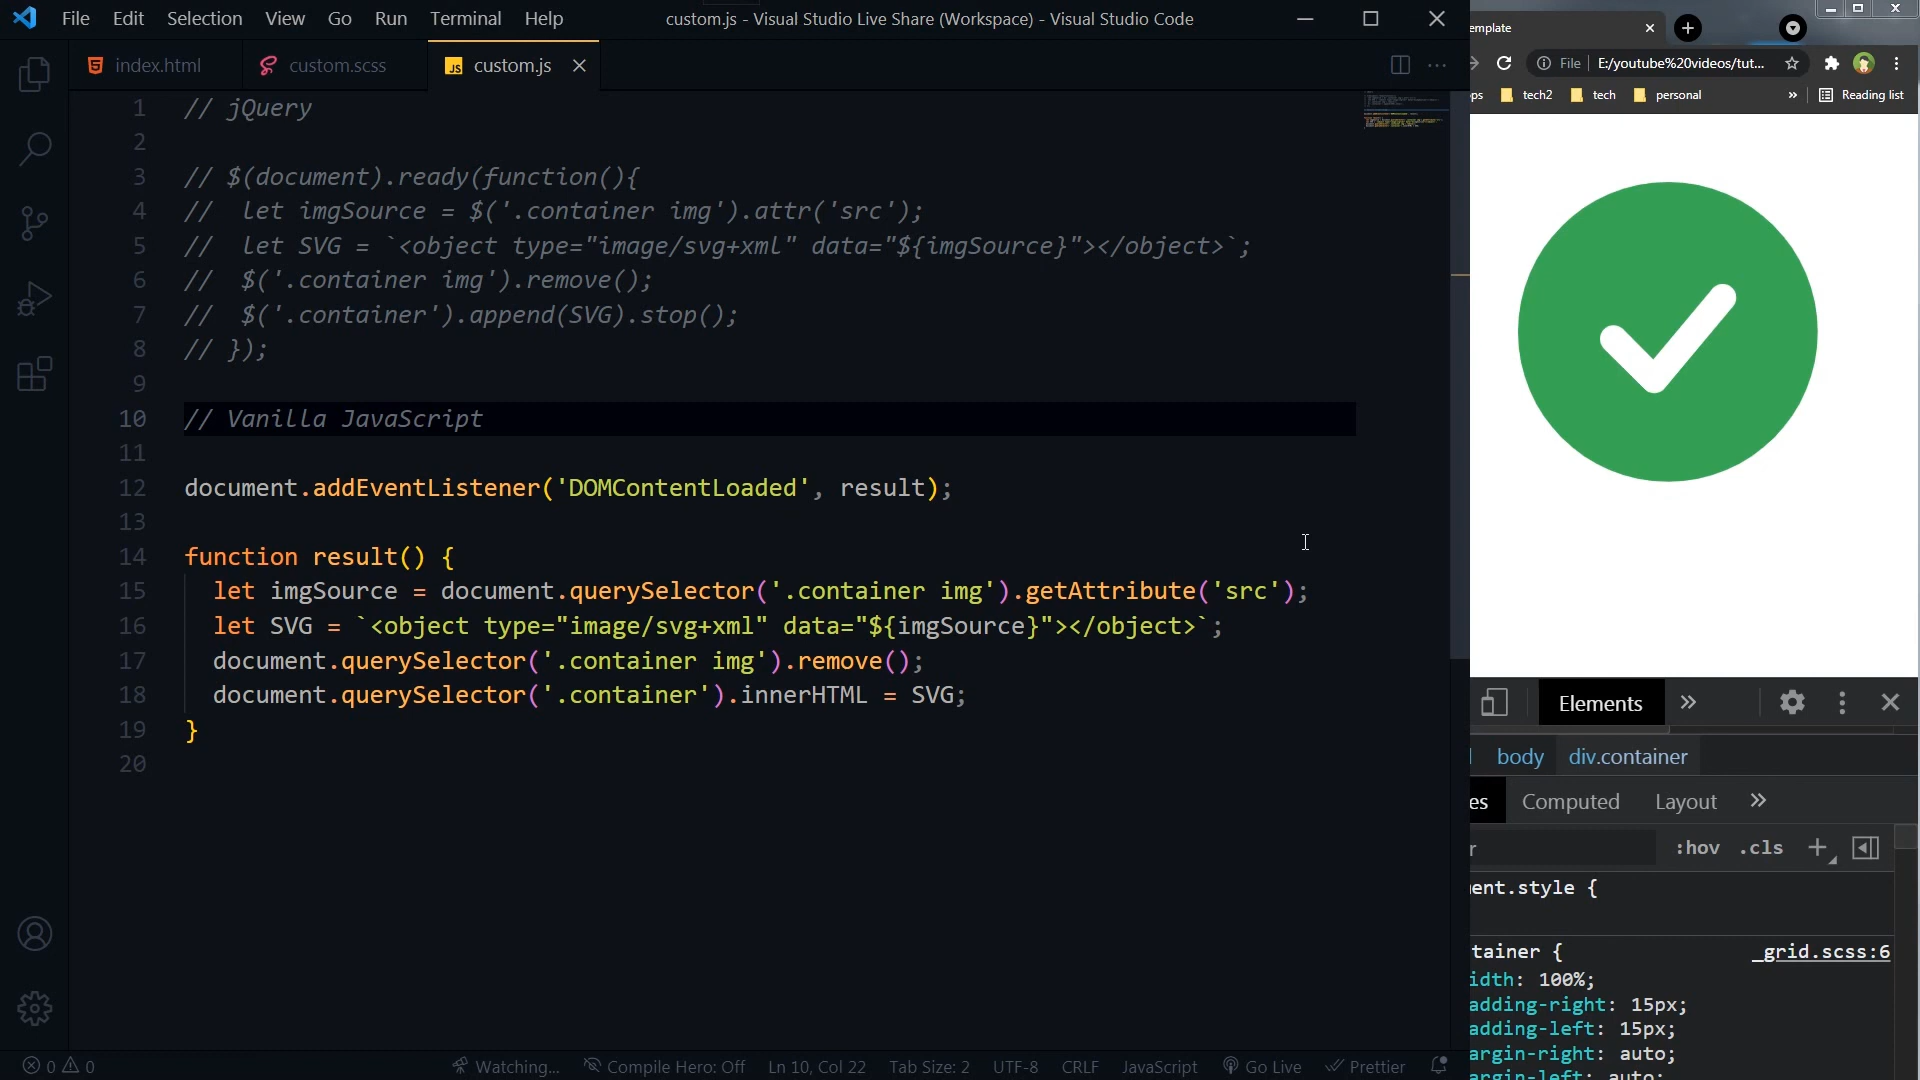 File Edit Selection View Go Run Terminal Help custom.js - Visual Studio Live Share (Workspace) - Visual Studio Code
index.html custom.scss JS custom.js
1 // jQuery
2
3 // $(document).ready(function(){
4 //  let imgSource = $('.container img').attr('src');
5 //  let SVG = `<object type="image/svg+xml" data="${imgSource}"></object>`;
6 //  $('.container img').remove();
7 //  $('.container').append(SVG).stop();
8 // });
9
10 // Vanilla JavaScript
11
12 document.addEventListener('DOMContentLoaded', result);
13
14 function result() {
15   let imgSource = document.querySelector('.container img').getAttribute('src');
16   let SVG = `<object type="image/svg+xml" data="${imgSource}"></object>`;
17   document.querySelector('.container img').remove();
18   document.querySelector('.container').innerHTML = SVG;
19 }
20
0 0 Watching... Compile Hero: Off Ln 10, Col 22 Tab Size: 2 UTF-8 CRLF JavaScript Go Live Prettier
emplate
File E:/youtube%20videos/tut...
ps tech2 tech personal » Reading list
Elements »
body div.container
es Computed Layout »
r :hov .cls +
ent.style {
tainer { _grid.scss:6
idth: 100%;
adding-right: 15px;
adding-left: 15px;
argin-right: auto;
argin-left: auto;